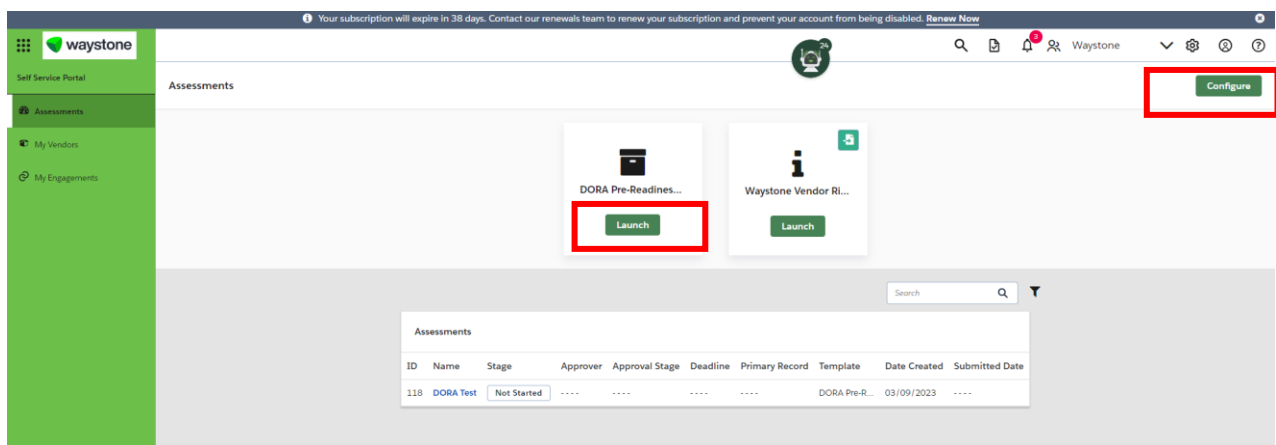 Your subscription will expire in 38 days. Contact our renewals team to renew your subscription and prevent your account from being disabled. Renew Now
waystone
24
3
Waystone
Self Service Portal
Assessments
Configure
Assessments
My Vendors
My Engagements
DORA Pre-Readines...
Waystone Vendor Ri...
Launch
Launch
Search
Assessments
ID Name Stage Approver Approval Stage Deadline Primary Record Template Date Created Submitted Date
118 DORA Test Not Started ---- ---- ---- ---- DORA Pre-R... 03/09/2023 ----